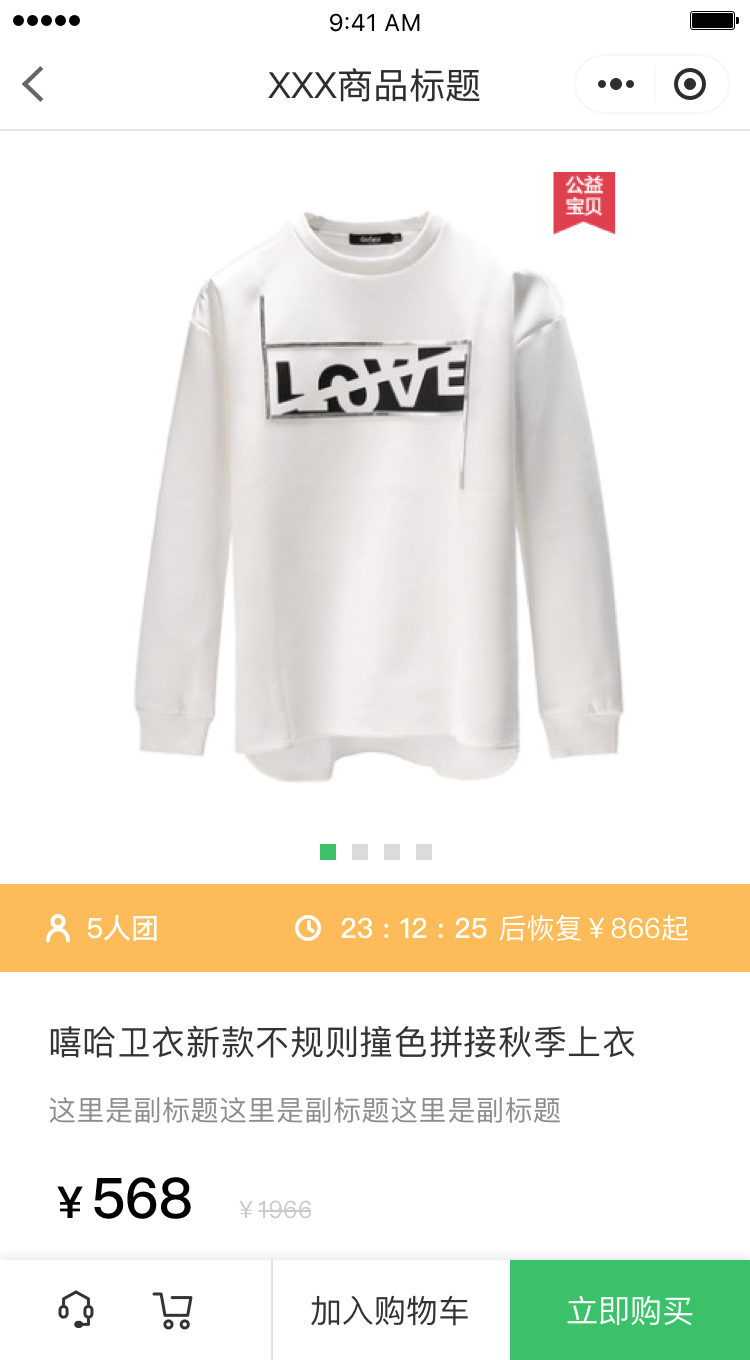 9:41 AM
XXX商品标题
公益
宝贝
LOVE
5人团
23 : 12 : 25 后恢复 ¥866起
嘻哈卫衣新款不规则撞色拼接秋季上衣
这里是副标题这里是副标题这里是副标题
¥568 ¥1966
加入购物车 立即购买